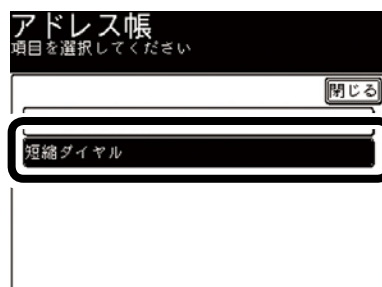 アドレス帳
項目を選択してください
閉じる
短縮ダイヤル